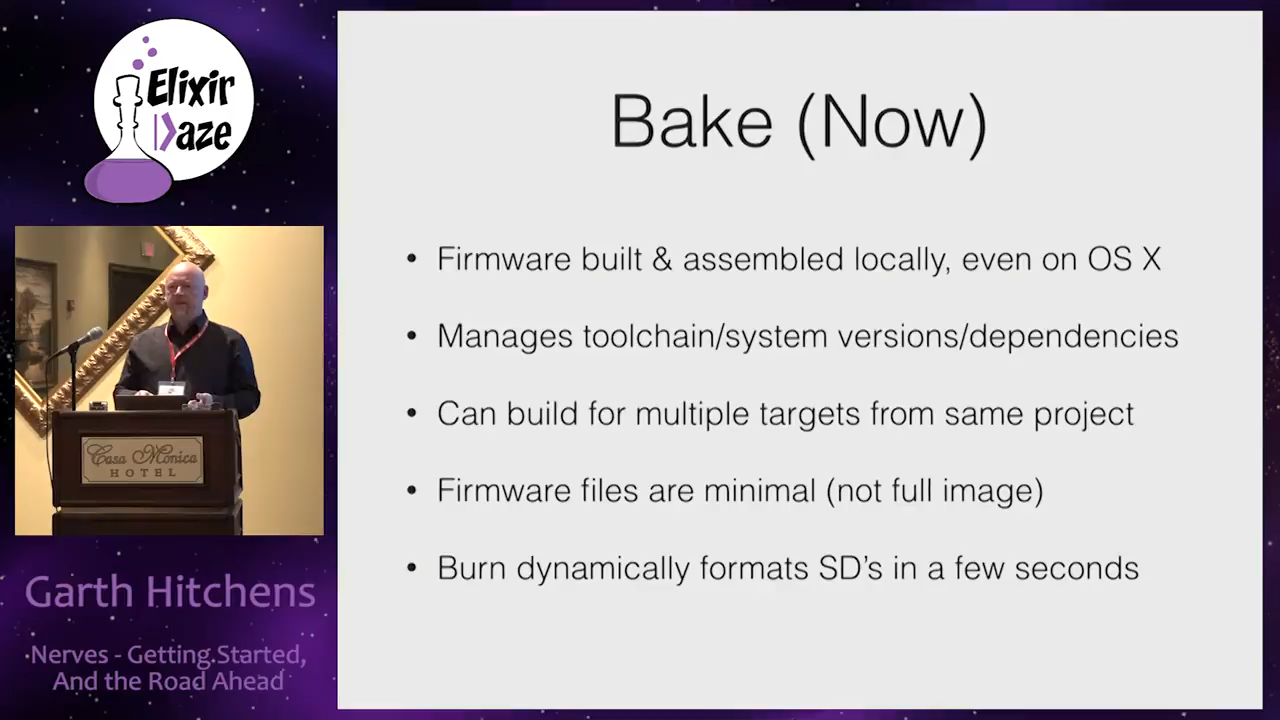 Elixir
Daze
Casa Monica
HOTEL
Garth Hitchens
Nerves - Getting Started,
And the Road Ahead
Bake (Now)
• Firmware built & assembled locally, even on OS X
• Manages toolchain/system versions/dependencies
• Can build for multiple targets from same project
• Firmware files are minimal (not full image)
• Burn dynamically formats SD’s in a few seconds